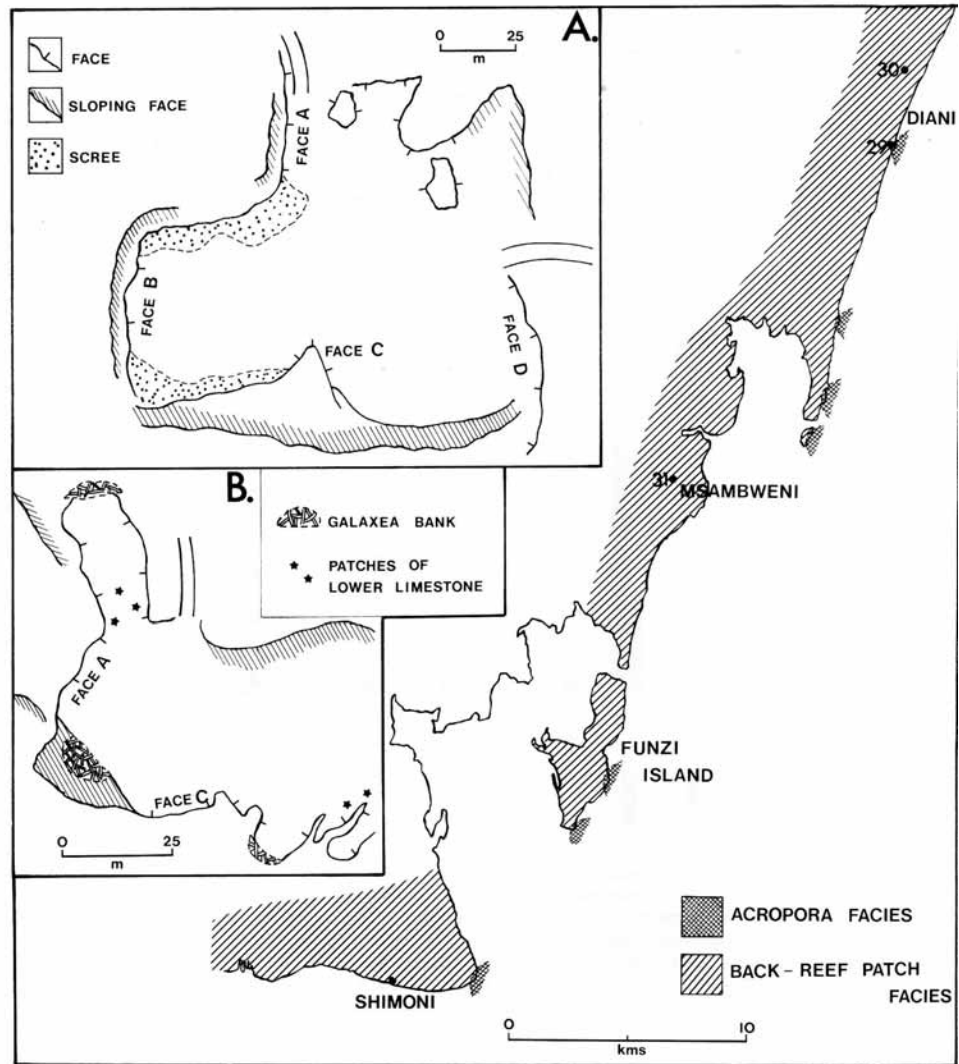 A.
0 25
m
FACE
SLOPING FACE
SCREE
FACE A
FACE B
FACE C
FACE D
B.
GALAXEA BANK
PATCHES OF
LOWER LIMESTONE
FACE A
FACE C
0 25
m
30
DIANI
29
31 MSAMBWENI
FUNZI
ISLAND
SHIMONI
ACROPORA FACIES
BACK-REEF PATCH
FACIES
0 10
kms